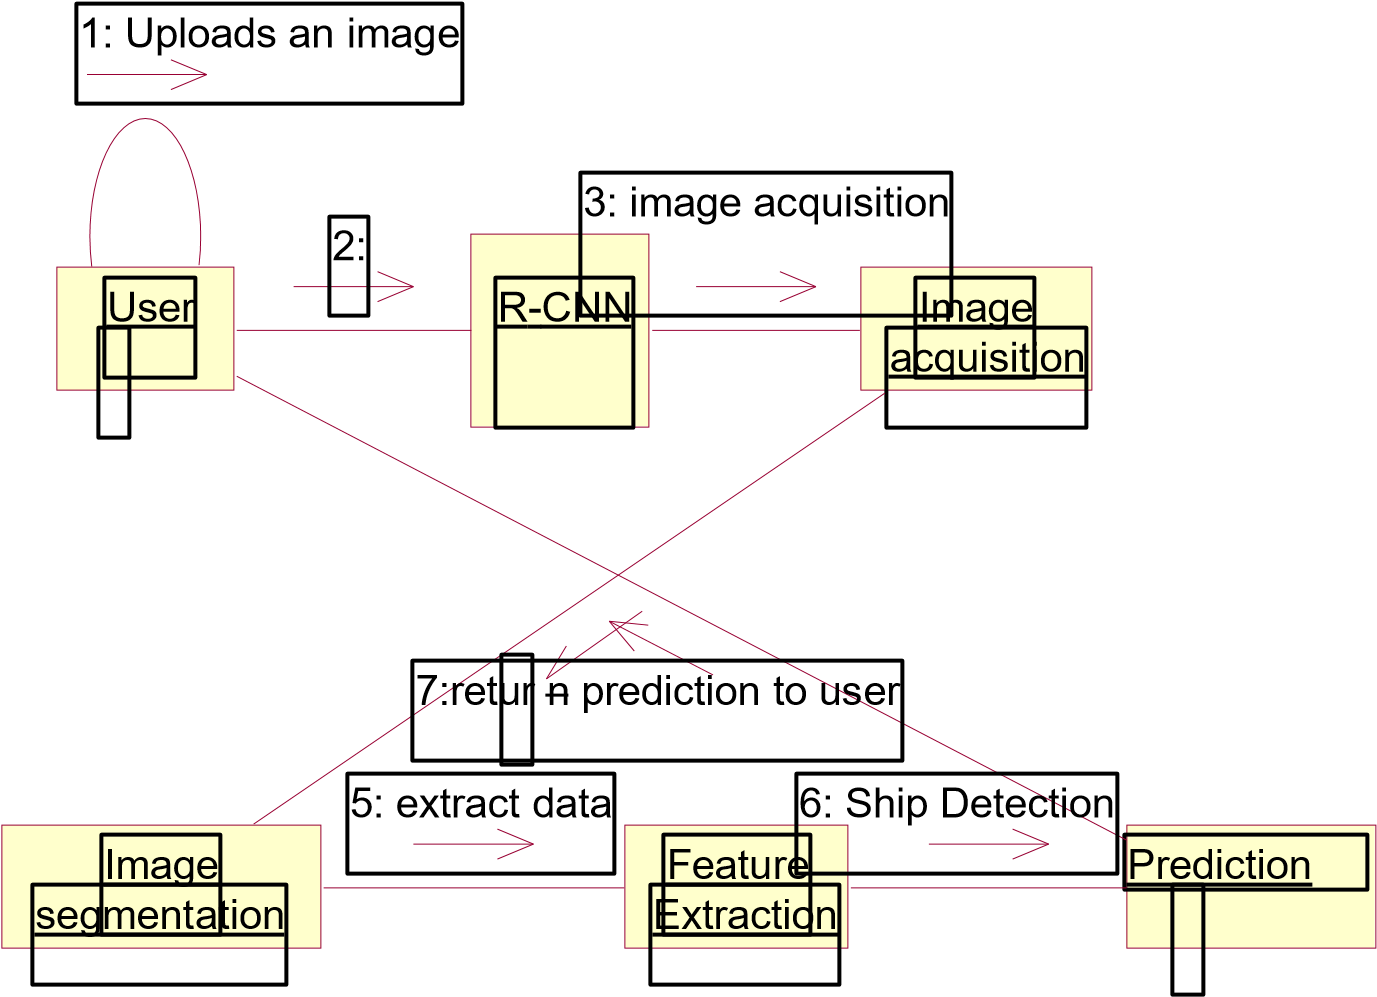 1: Uploads an image
3: image acquisition
2:
User
R-CNN
Image
acquisition
7:retur n prediction to user
5: extract data
6: Ship Detection
Image
segmentation
Feature
Extraction
Prediction